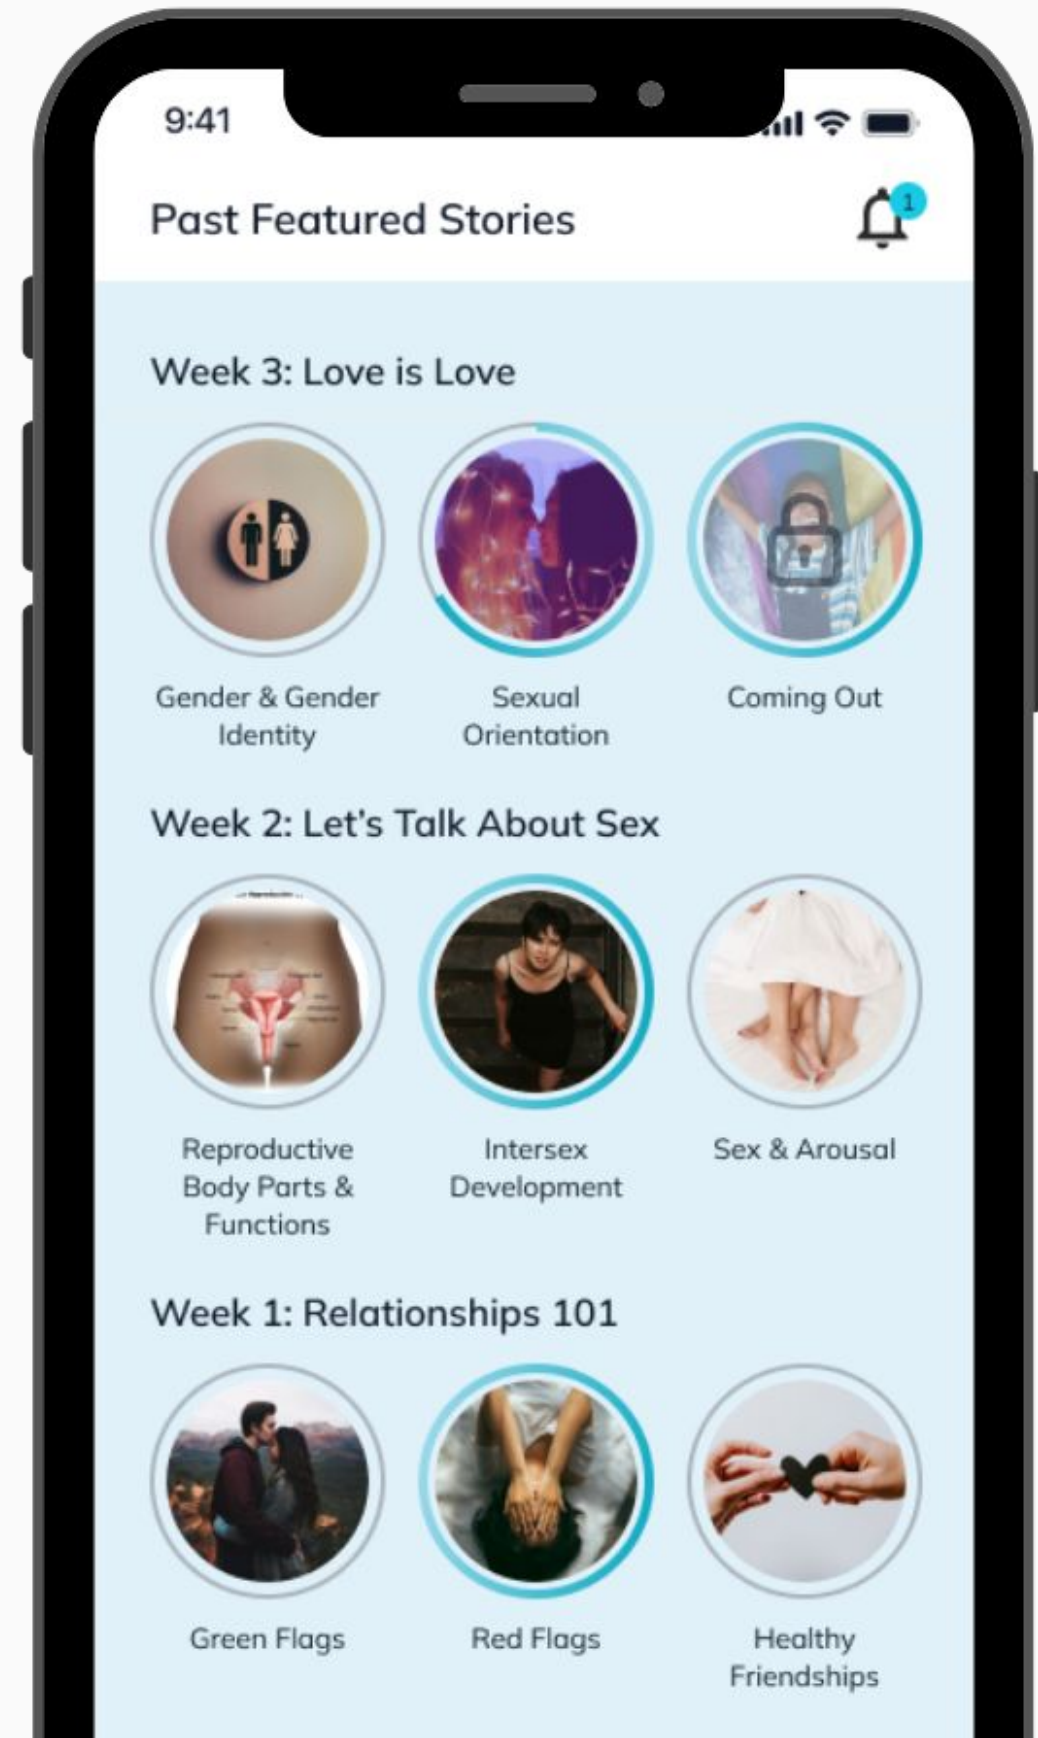 9:41
Past Featured Stories
1
Week 3: Love is Love
Gender & Gender
Identity
Sexual
Orientation
Coming Out
Week 2: Let's Talk About Sex
Reproductive
Body Parts &
Functions
Intersex
Development
Sex & Arousal
Week 1: Relationships 101
Green Flags
Red Flags
Healthy
Friendships